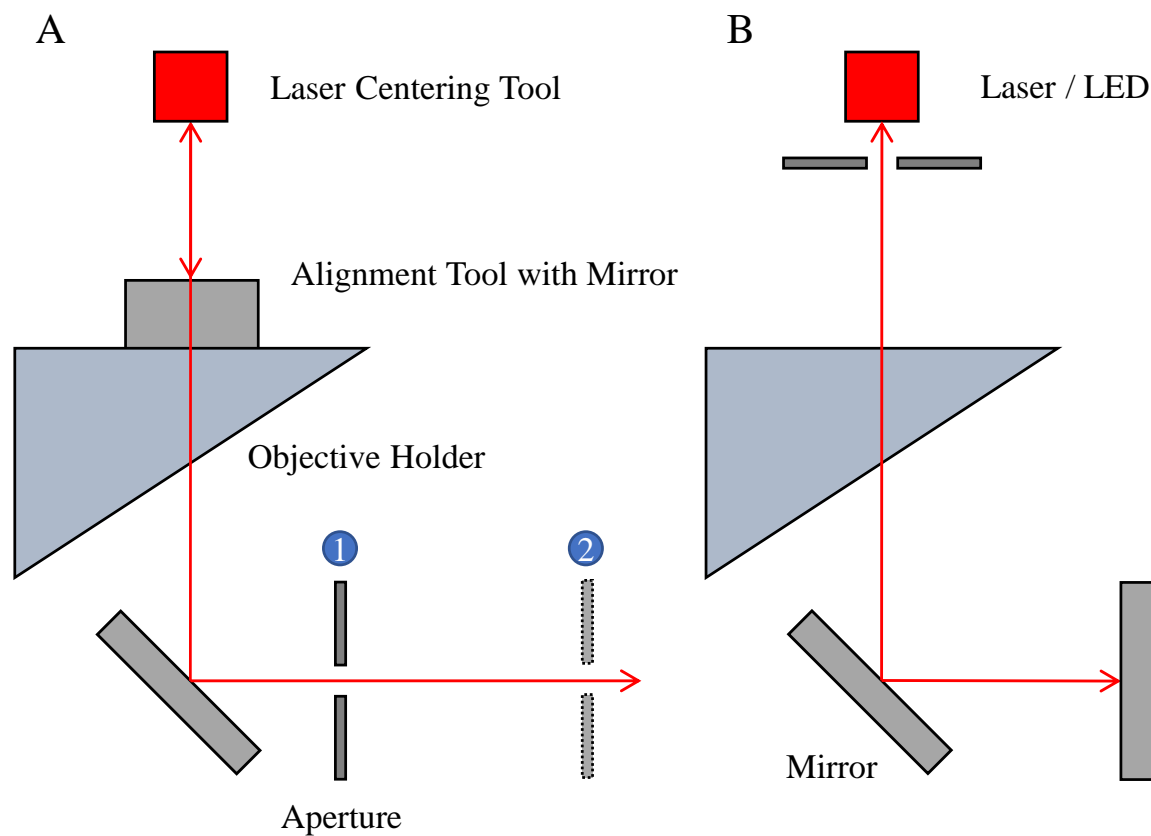 A
B
Laser Centering Tool
Laser / LED
Alignment Tool with Mirror
Objective Holder
1
2
Mirror
Aperture